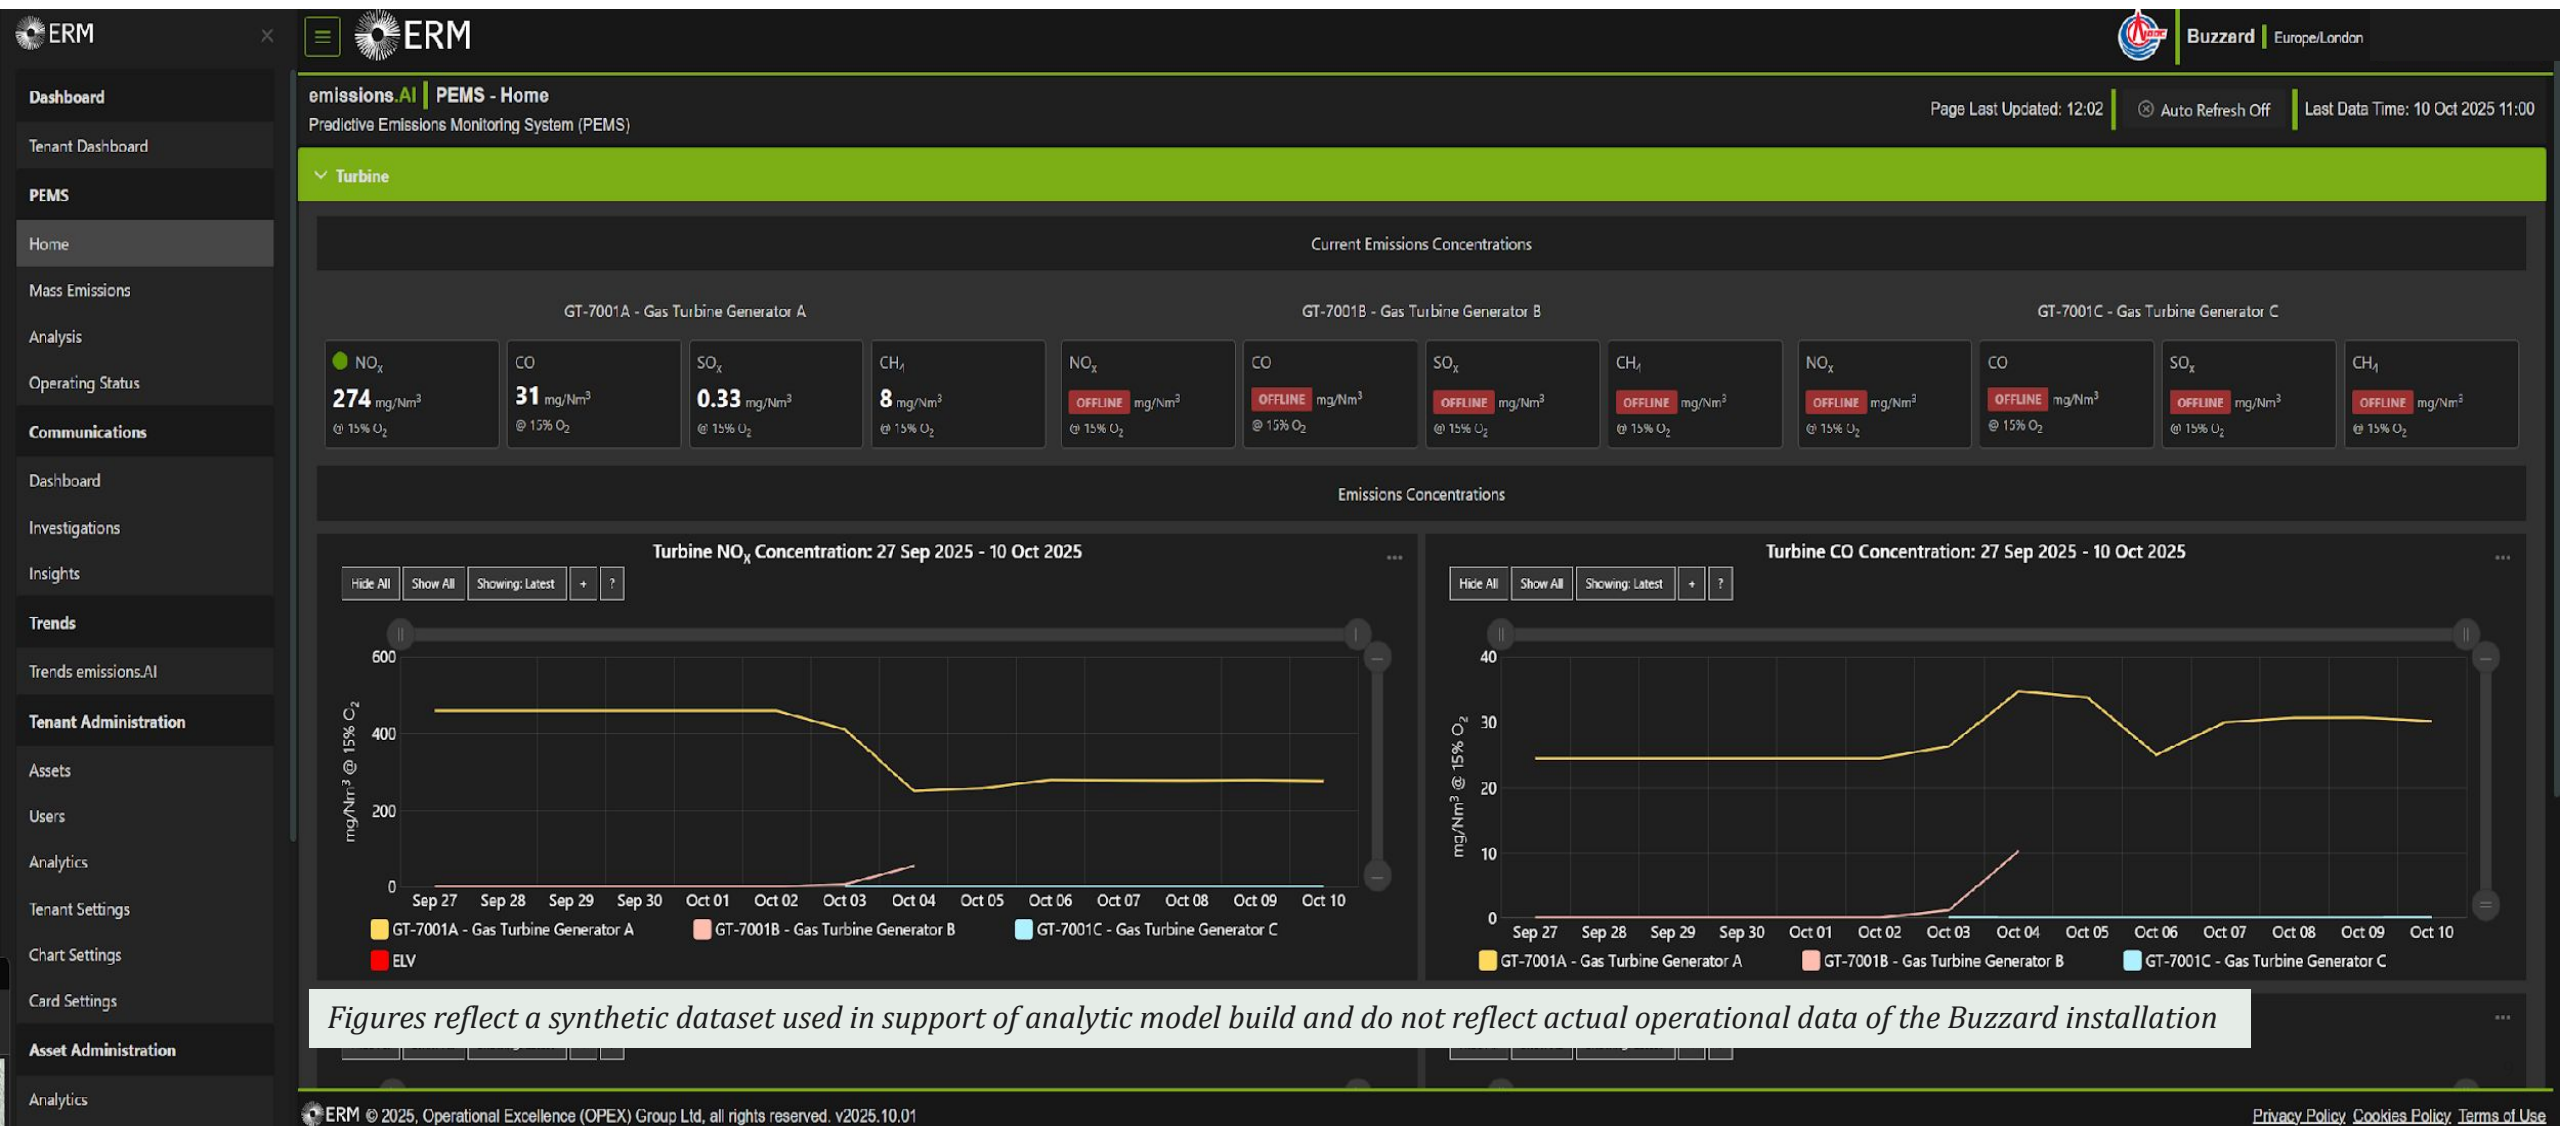 ERM
Dashboard
Tenant Dashboard
PEMS
Home
Mass Emissions
Analysis
Operating Status
Communications
Dashboard
Investigations
Insights
Trends
Trends emissions.AI
Tenant Administration
Assets
Users
Analytics
Tenant Settings
Chart Settings
Card Settings
Asset Administration
Analytics
ERM
Buzzard Europe/London
emissions.AI PEMS - Home
Predictive Emissions Monitoring System (PEMS)
Page Last Updated: 12:02 Auto Refresh Off Last Data Time: 10 Oct 2025 11:00
Turbine
Current Emissions Concentrations
GT-7001A - Gas Turbine Generator A
NOx CO SOx CH4
274 mg/Nm³ 31 mg/Nm³ 0.33 mg/Nm³ 8 mg/Nm³
@ 15% O₂ @ 15% O₂ @ 15% O₂ @ 15% O₂
GT-7001B - Gas Turbine Generator B
NOx CO SOx CH4
OFFLINE mg/Nm³ OFFLINE mg/Nm³ OFFLINE mg/Nm³ OFFLINE mg/Nm³
@ 15% O₂ @ 15% O₂ @ 15% O₂ @ 15% O₂
GT-7001C - Gas Turbine Generator C
NOx CO SOx CH4
OFFLINE mg/Nm³ OFFLINE mg/Nm³ OFFLINE mg/Nm³ OFFLINE mg/Nm³
@ 15% O₂ @ 15% O₂ @ 15% O₂ @ 15% O₂
Emissions Concentrations
Turbine NOx Concentration: 27 Sep 2025 - 10 Oct 2025
Hide All Show All Showing: Latest + ?
mg/Nm³ @ 15% O₂
600
400
200
0
Sep 27 Sep 28 Sep 29 Sep 30 Oct 01 Oct 02 Oct 03 Oct 04 Oct 05 Oct 06 Oct 07 Oct 08 Oct 09 Oct 10
GT-7001A - Gas Turbine Generator A GT-7001B - Gas Turbine Generator B GT-7001C - Gas Turbine Generator C
ELV
Turbine CO Concentration: 27 Sep 2025 - 10 Oct 2025
Hide All Show All Showing: Latest + ?
mg/Nm³ @ 15% O₂
40
30
20
10
0
Sep 27 Sep 28 Sep 29 Sep 30 Oct 01 Oct 02 Oct 03 Oct 04 Oct 05 Oct 06 Oct 07 Oct 08 Oct 09 Oct 10
GT-7001A - Gas Turbine Generator A GT-7001B - Gas Turbine Generator B GT-7001C - Gas Turbine Generator C
Figures reflect a synthetic dataset used in support of analytic model build and do not reflect actual operational data of the Buzzard installation
ERM © 2025, Operational Excellence (OPEX) Group Ltd, all rights reserved. v2025.10.01
Privacy Policy Cookies Policy Terms of Use